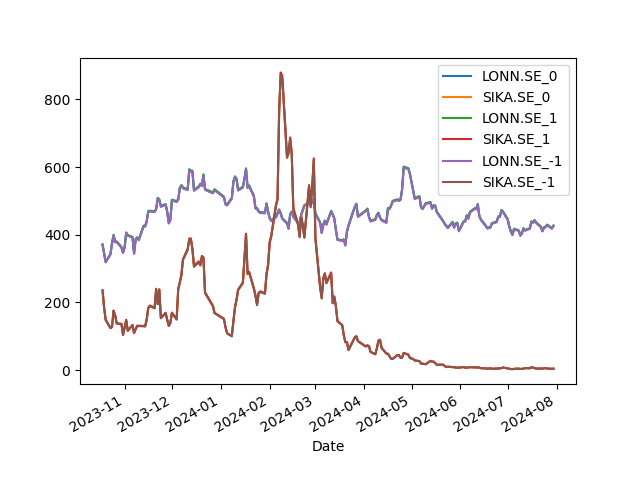 800
600
400
200
0
LONN.SE_0
SIKA.SE_0
LONN.SE_1
SIKA.SE_1
LONN.SE_-1
SIKA.SE_-1
2023-11
2023-12
2024-01
2024-02
2024-03
2024-04
2024-05
2024-06
2024-07
2024-08
Date